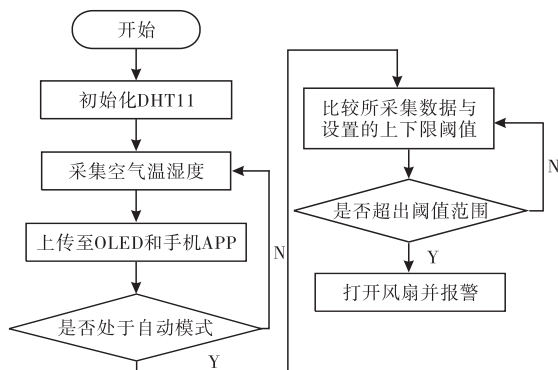 开始
初始化DHT11
采集空气温湿度
上传至OLED和手机APP
N
是否处于自动模式
Y
比较所采集数据与
设置的上下限阈值
N
是否超出阈值范围
Y
打开风扇并报警